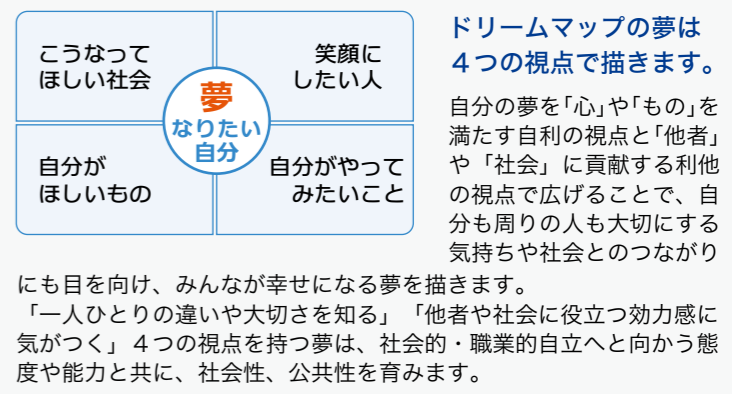 こうなって
ほしい社会
笑顔に
したい人
夢
なりたい
自分
自分が
ほしいもの
自分がやって
みたいこと
ドリームマップの夢は
４つの視点で描きます。
自分の夢を｢心｣や｢もの｣を
満たす自利の視点と｢他者」
や「社会」に貢献する利他
の視点で広げることで、自
分も周りの人も大切にする
気持ちや社会とのつながり
にも目を向け、みんなが幸せになる夢を描きます。
「一人ひとりの違いや大切さを知る」「他者や社会に役立つ効力感に
気がつく」４つの視点を持つ夢は、社会的・職業的自立へと向かう態
度や能力と共に、社会性、公共性を育みます。